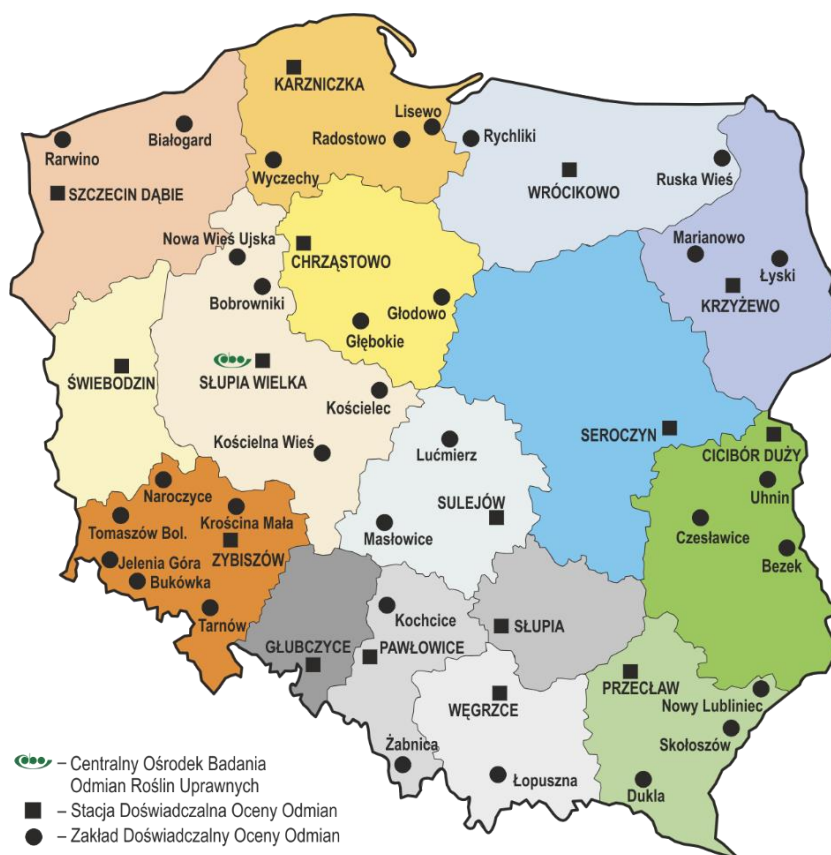 KARZNICZKA
Lisewo
Białogard
Radostowo
Rychliki
Rarwino
Wyczechy
Ruska Wieś
SZCZECIN DĄBIE
WRÓCIKOWO
Nowa Wieś Ujska
CHRZĄSTOWO
Marianowo
Łyski
Bobrowniki
Głodowo
KRZYŻEWO
Głębokie
ŚWIEBODZIN
SŁUPIA WIELKA
Kościelec
SEROCZYN
Kościelna Wieś
Lućmierz
CICIBÓR DUŻY
Uhnin
Naroczyce
SULEJÓW
Tomaszów Bol.
Krościna Mała
Masłowice
Czesławice
ZYBISZÓW
Bezek
Jelenia Góra
Bukówka
Tarnów
Kochcice
SŁUPIA
GŁUBCZYCE
PAWŁOWICE
PRZECŁAW
WĘGRZCE
Nowy Lubliniec
Skołoszów
Żabnica
Łopuszna
Dukla
– Centralny Ośrodek Badania
Odmian Roślin Uprawnych
– Stacja Doświadczalna Oceny Odmian
– Zakład Doświadczalny Oceny Odmian